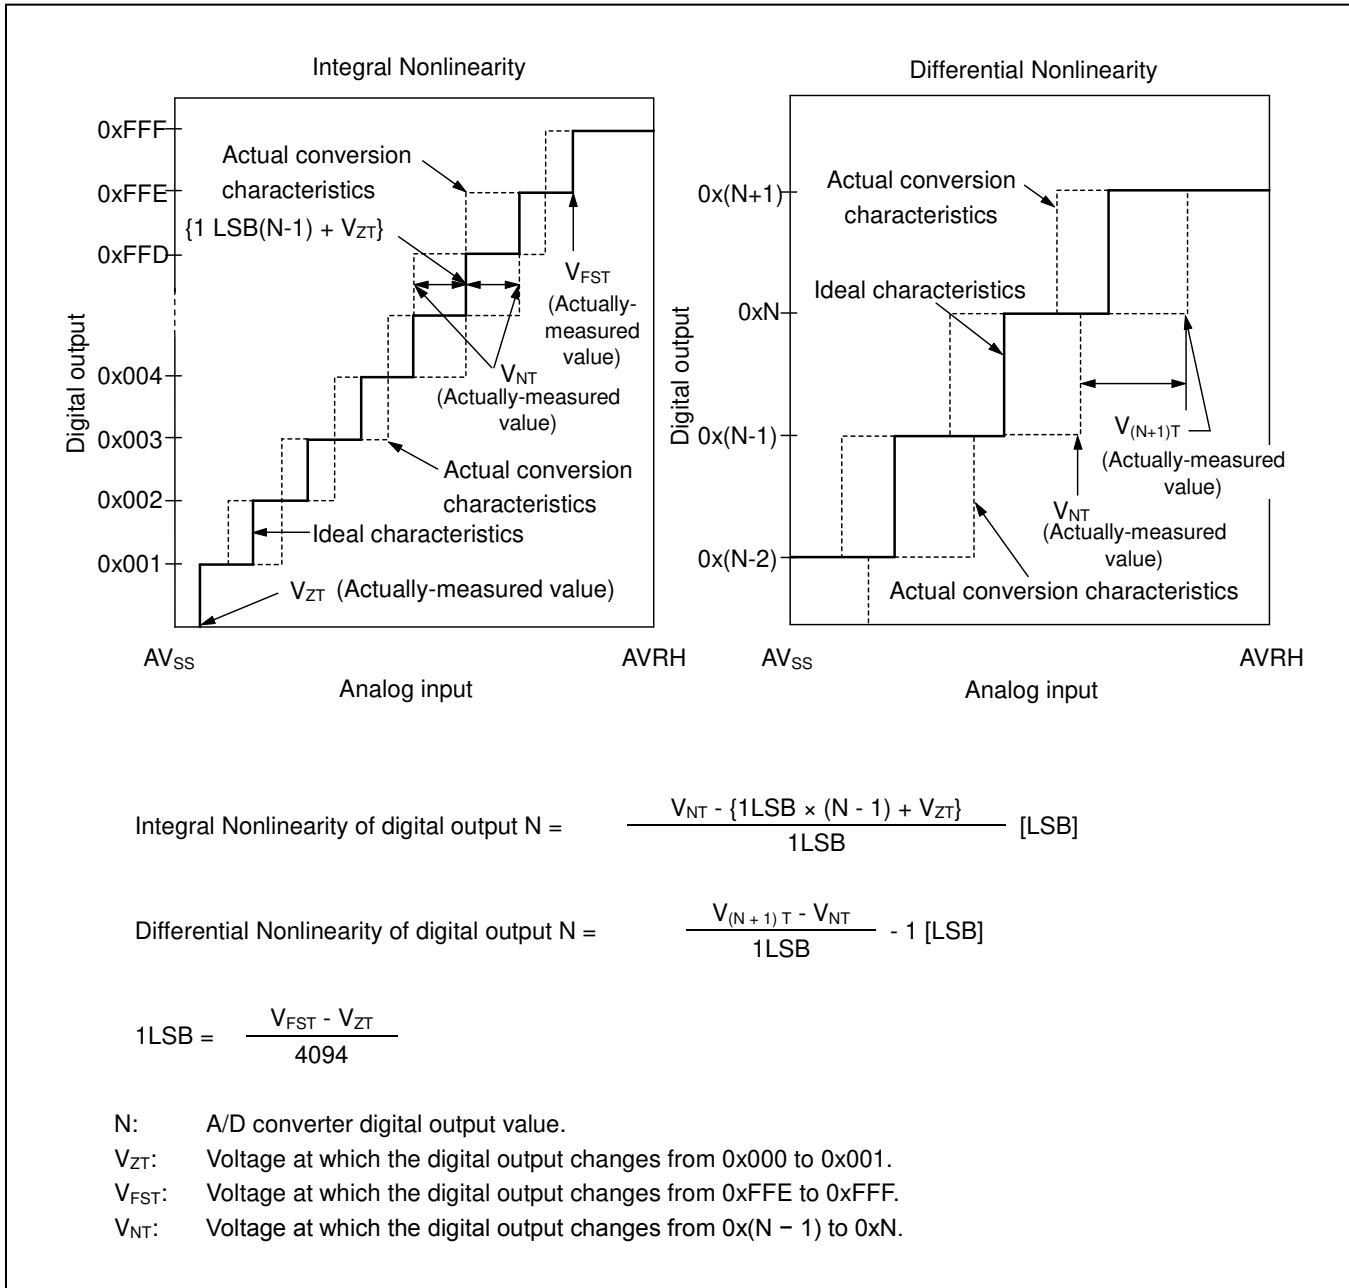 Integral Nonlinearity
0xFFF
0xFFE
0xFFD
0x004
0x003
0x002
0x001
Digital output
Actual conversion
characteristics
{1 LSB(N-1) + VZT}
VFST
(Actually-
measured
value)
VNT
(Actually-measured
value)
Actual conversion
characteristics
Ideal characteristics
VZT (Actually-measured value)
AVSS
AVRH
Analog input
Differential Nonlinearity
0x(N+1)
0xN
0x(N-1)
0x(N-2)
Digital output
Actual conversion
characteristics
Ideal characteristics
V(N+1)T
(Actually-measured
value)
VNT
(Actually-measured
value)
Actual conversion characteristics
AVSS
AVRH
Analog input
Integral Nonlinearity of digital output N =
VNT - {1LSB × (N - 1) + VZT}
1LSB
[LSB]
Differential Nonlinearity of digital output N =
V(N + 1) T - VNT
1LSB
- 1 [LSB]
1LSB =
VFST - VZT
4094
N: A/D converter digital output value.
VZT: Voltage at which the digital output changes from 0x000 to 0x001.
VFST: Voltage at which the digital output changes from 0xFFE to 0xFFF.
VNT: Voltage at which the digital output changes from 0x(N − 1) to 0xN.